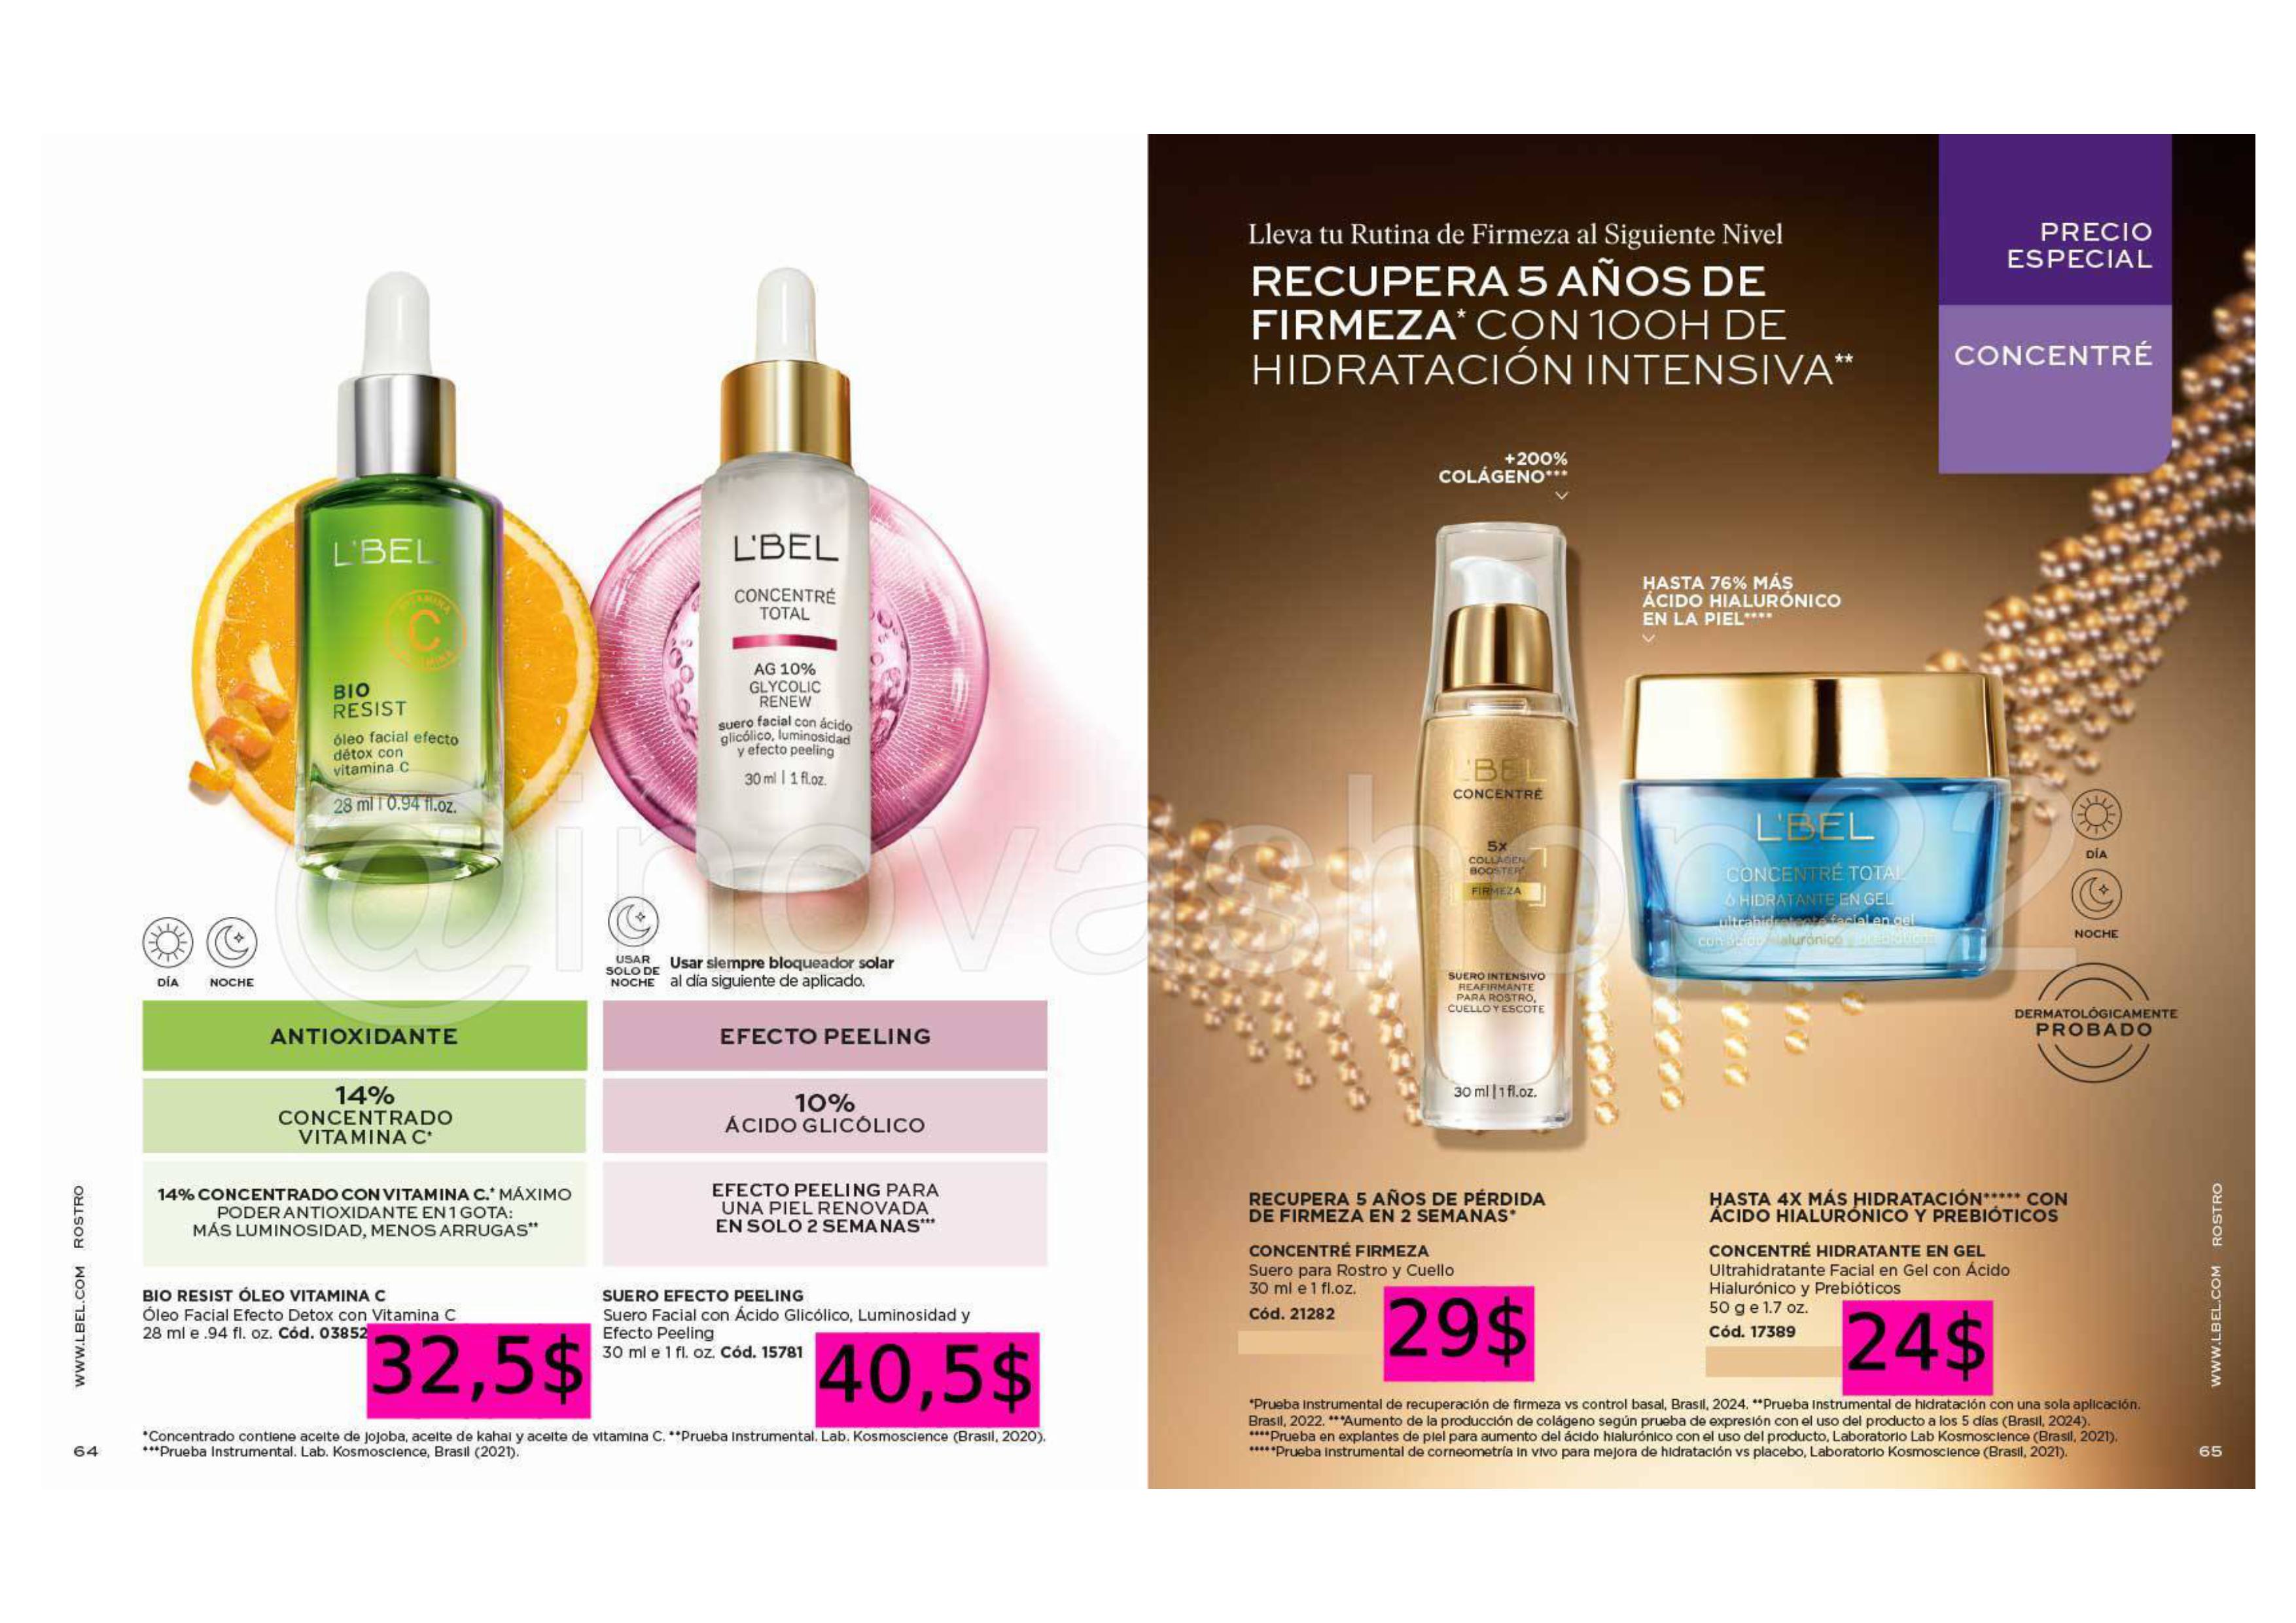 L'BEL
VITAMINA
C
BIO
RESIST
óleo facial efecto
détox con
vitamina C
28 ml | 0.94 fl.oz.
L'BEL
CONCENTRÉ
TOTAL
AG 10%
GLYCOLIC
RENEW
suero facial con ácido
glicólico, luminosidad
y efecto peeling
30 ml | 1 fl.oz.
@inovashop22
DÍA
NOCHE
USAR
SOLO DE
NOCHE
Usar siempre bloqueador solar
al día siguiente de aplicado.
ANTIOXIDANTE
14%
CONCENTRADO
VITAMINA C*
14% CONCENTRADO CON VITAMINA C.* MÁXIMO
PODER ANTIOXIDANTE EN 1 GOTA:
MÁS LUMINOSIDAD, MENOS ARRUGAS**
EFECTO PEELING
10%
ÁCIDO GLICÓLICO
EFECTO PEELING PARA
UNA PIEL RENOVADA
EN SOLO 2 SEMANAS***
BIO RESIST ÓLEO VITAMINA C
Óleo Facial Efecto Detox con Vitamina C
28 ml e .94 fl. oz. Cód. 03852
32,5$
SUERO EFECTO PEELING
Suero Facial con Ácido Glicólico, Luminosidad y
Efecto Peeling
30 ml e 1 fl. oz. Cód. 15781
40,5$
*Concentrado contiene aceite de jojoba, aceite de kahai y aceite de vitamina C. **Prueba Instrumental. Lab. Kosmoscience (Brasil, 2020).
***Prueba Instrumental. Lab. Kosmoscience, Brasil (2021).
WWW.LBEL.COM ROSTRO
64
Lleva tu Rutina de Firmeza al Siguiente Nivel
RECUPERA 5 AÑOS DE
FIRMEZA* CON 100H DE
HIDRATACIÓN INTENSIVA**
PRECIO
ESPECIAL
CONCENTRÉ
+200%
COLÁGENO***
HASTA 76% MÁS
ÁCIDO HIALURÓNICO
EN LA PIEL****
L'BEL
CONCENTRÉ
5x
COLLAGEN
BOOSTER
FIRMEZA
SUERO INTENSIVO
REAFIRMANTE
PARA ROSTRO,
CUELLO Y ESCOTE
30 ml | 1 fl.oz.
L'BEL
CONCENTRÉ TOTAL
HIDRATANTE EN GEL
ultrahidratante facial en gel
DÍA
NOCHE
DERMATOLÓGICAMENTE
PROBADO
RECUPERA 5 AÑOS DE PÉRDIDA
DE FIRMEZA EN 2 SEMANAS*
CONCENTRÉ FIRMEZA
Suero para Rostro y Cuello
30 ml e 1 fl.oz.
Cód. 21282
29$
HASTA 4X MÁS HIDRATACIÓN***** CON
ÁCIDO HIALURÓNICO Y PREBIÓTICOS
CONCENTRÉ HIDRATANTE EN GEL
Ultrahidratante Facial en Gel con Ácido
Hialurónico y Prebióticos
50 g e 1.7 oz.
Cód. 17389
24$
*Prueba instrumental de recuperación de firmeza vs control basal, Brasil, 2024. **Prueba Instrumental de hidratación con una sola aplicación.
Brasil, 2022. ***Aumento de la producción de colágeno según prueba de expresión con el uso del producto a los 5 días (Brasil, 2024).
****Prueba en explantes de piel para aumento del ácido hialurónico con el uso del producto, Laboratorio Lab Kosmoscience (Brasil, 2021).
*****Prueba instrumental de corneometría in vivo para mejora de hidratación vs placebo, Laboratorio Kosmoscience (Brasil, 2021).
WWW.LBEL.COM ROSTRO
65